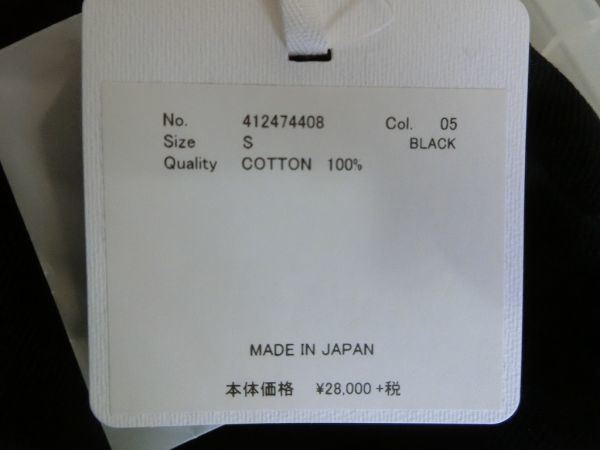 No. 412474408 Col. 05
Size S BLACK
Quality COTTON 100%
MADE IN JAPAN
本体価格 ¥28,000 +税